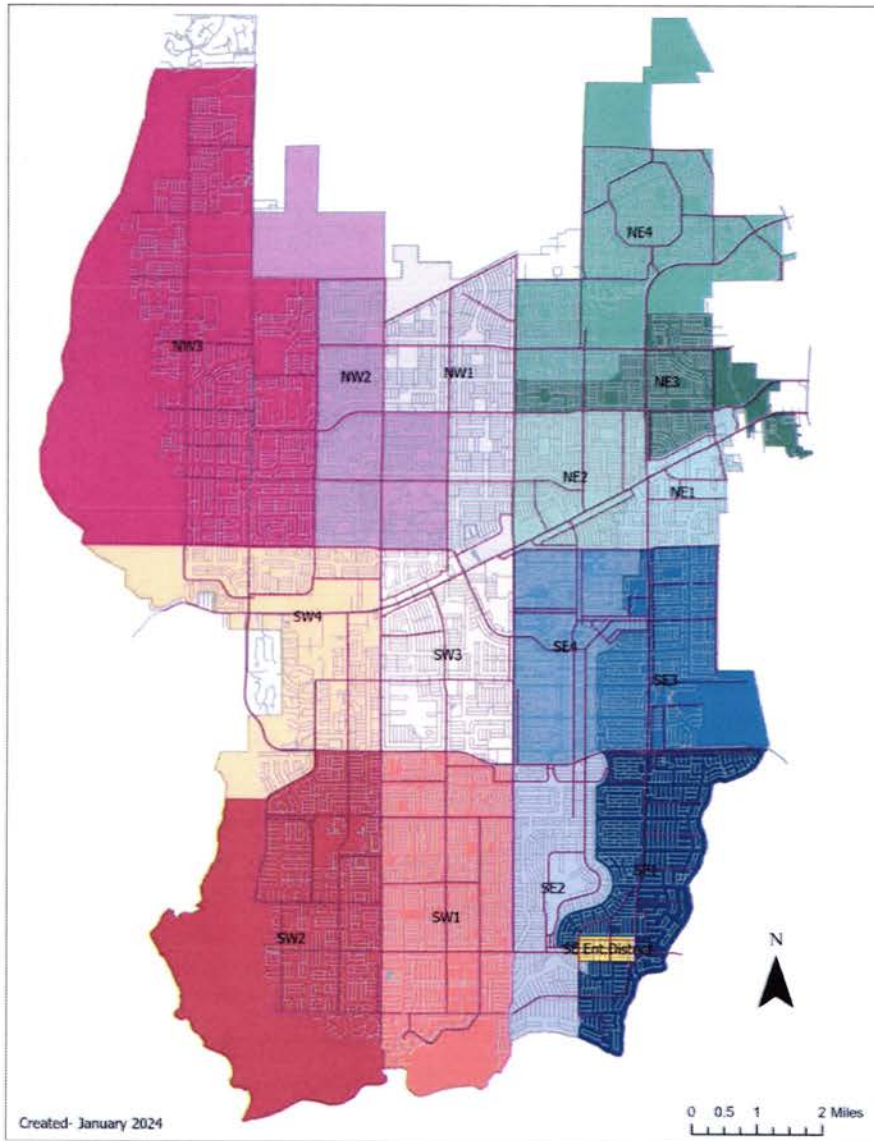 NE4
NW3
NW2
NW1
NE3
NE2
NE1
SW4
SW3
SE4
SE3
SE1
SE2
SW1
SW2
SE Ent District
N
Created- January 2024
0 0.5 1 2 Miles